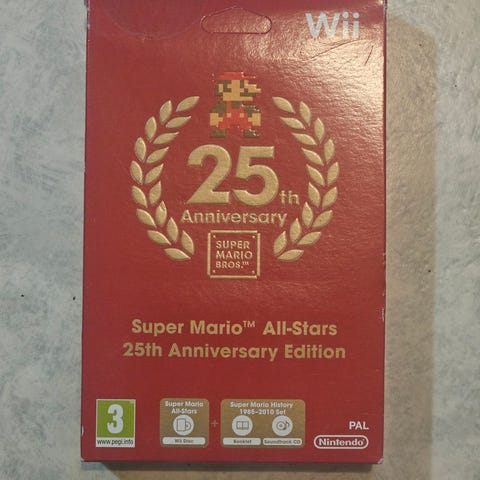 Wii
25th
Anniversary
SUPER
MARIO
BROS.™
Super Mario™ All-Stars
25th Anniversary Edition
3
www.pegi.info
Super Mario
All-Stars
Wii Disc
+
Super Mario History
1985-2010 Set
Booklet
Soundtrack CD
PAL
Nintendo